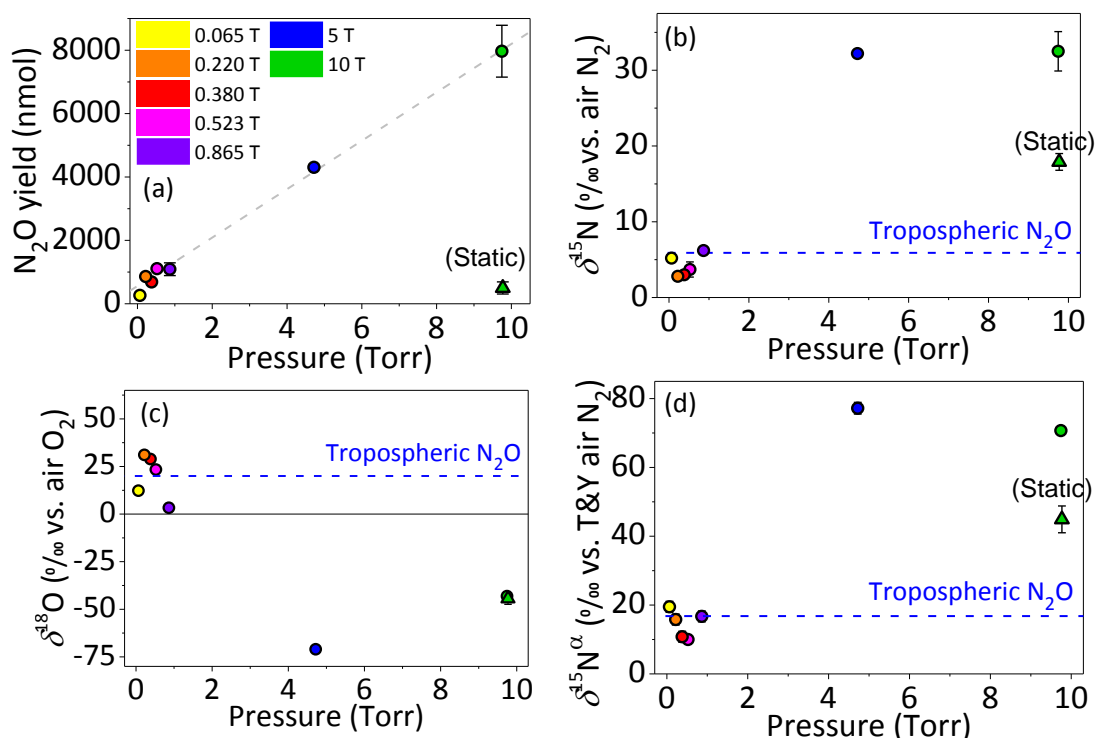 (a)
N₂O yield (nmol)
8000
6000
4000
2000
0
0.065 T
0.220 T
0.380 T
0.523 T
0.865 T
5 T
10 T
(Static)
0 2 4 6 8 10
Pressure (Torr)
(b)
δ¹⁵N (‰ vs. air N₂)
30
20
10
0
(Static)
Tropospheric N₂O
0 2 4 6 8 10
Pressure (Torr)
(c)
δ¹⁸O (‰ vs. air O₂)
50
25
0
-25
-50
-75
Tropospheric N₂O
0 2 4 6 8 10
Pressure (Torr)
(d)
δ¹⁵Nᵅ (‰ vs. T&Y air N₂)
80
60
40
20
0
(Static)
Tropospheric N₂O
0 2 4 6 8 10
Pressure (Torr)